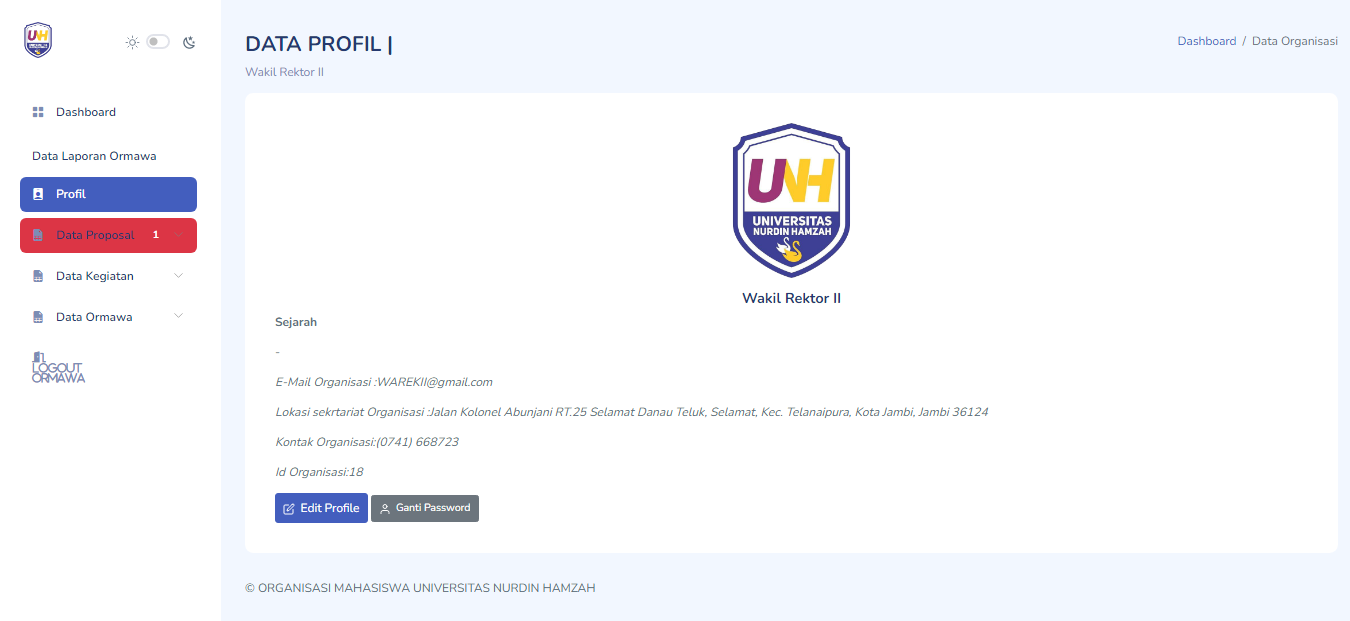 UNH
DATA PROFIL |
Wakil Rektor II
Dashboard / Data Organisasi
Dashboard
Data Laporan Ormawa
Profil
Data Proposal 1
Data Kegiatan
Data Ormawa
LOGOUT
ORMAWA
UNH
UNIVERSITAS
NURDIN HAMZAH
Wakil Rektor II
Sejarah
-
E-Mail Organisasi :WAREKII@gmail.com
Lokasi sekrtariat Organisasi :Jalan Kolonel Abunjani RT.25 Selamat Danau Teluk, Selamat, Kec. Telanaipura, Kota Jambi, Jambi 36124
Kontak Organisasi:(0741) 668723
Id Organisasi:18
Edit Profile
Ganti Password
© ORGANISASI MAHASISWA UNIVERSITAS NURDIN HAMZAH